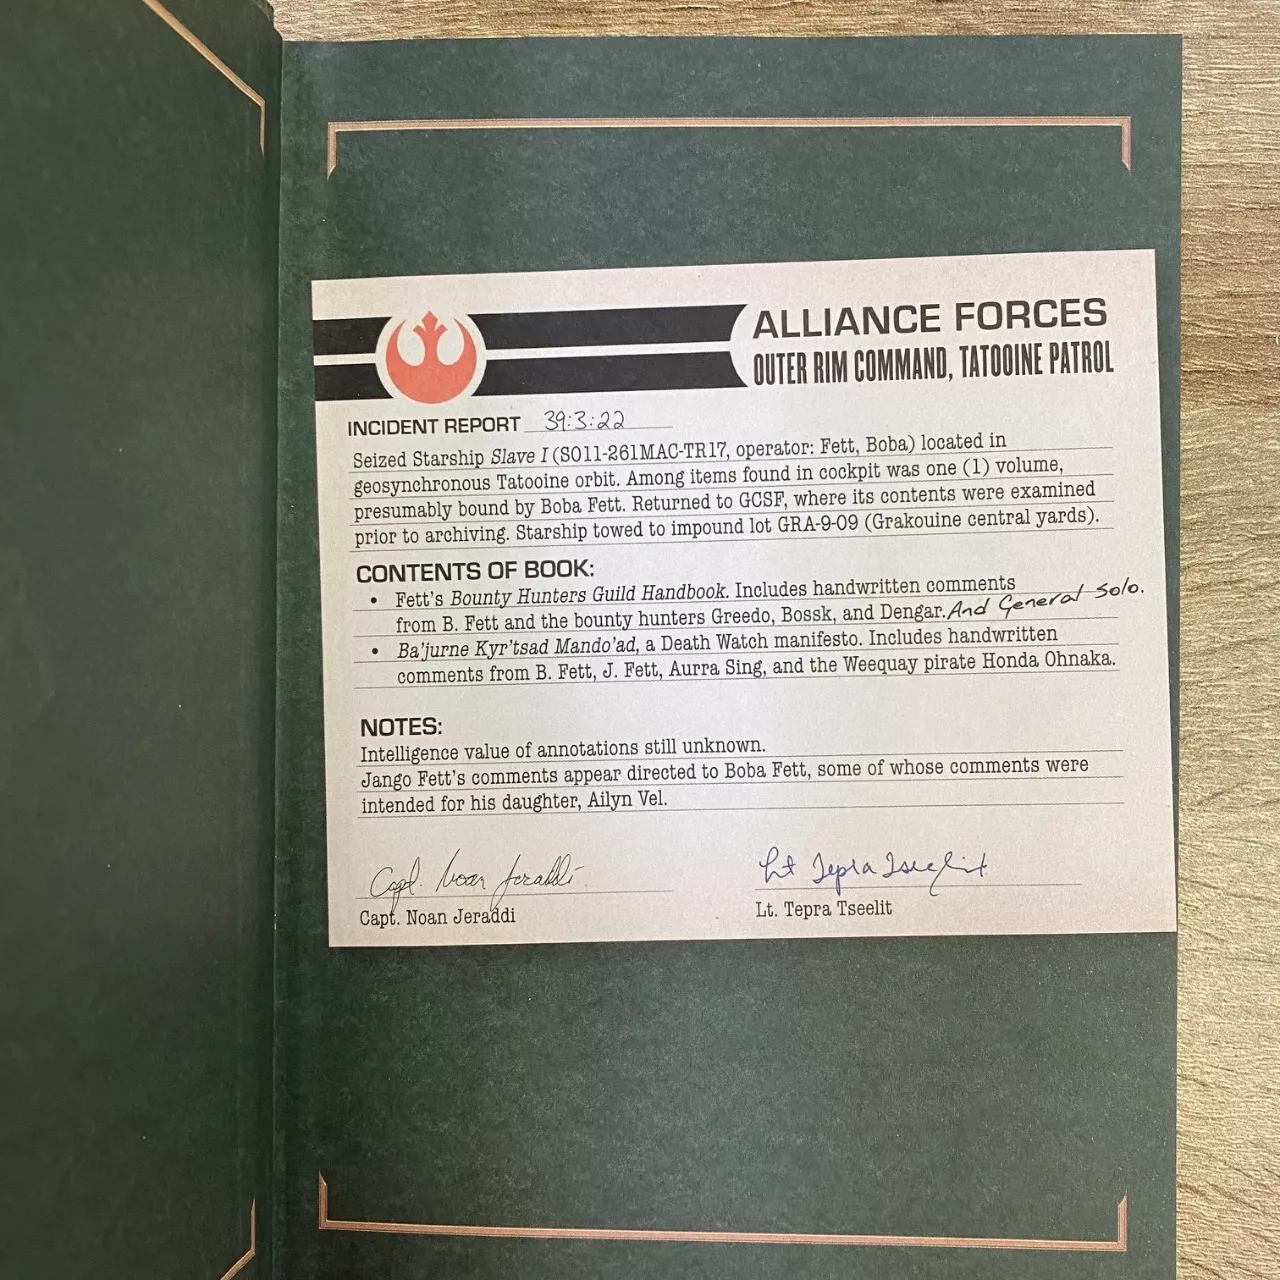 ALLIANCE FORCES
OUTER RIM COMMAND, TATOOINE PATROL
INCIDENT REPORT 39:3:22
Seized Starship Slave I (S011-261MAC-TR17, operator: Fett, Boba) located in
geosynchronous Tatooine orbit. Among items found in cockpit was one (1) volume,
presumably bound by Boba Fett. Returned to GCSF, where its contents were examined
prior to archiving. Starship towed to impound lot GRA-9-09 (Grakouine central yards).
CONTENTS OF BOOK:
• Fett's Bounty Hunters Guild Handbook. Includes handwritten comments
from B. Fett and the bounty hunters Greedo, Bossk, and Dengar. And General Solo.
• Ba'jurne Kyr'tsad Mando'ad, a Death Watch manifesto. Includes handwritten
comments from B. Fett, J. Fett, Aurra Sing, and the Weequay pirate Honda Ohnaka.
NOTES:
Intelligence value of annotations still unknown.
Jango Fett's comments appear directed to Boba Fett, some of whose comments were
intended for his daughter, Ailyn Vel.
Capt. Noan Jeraddi Lt Tepra Tseelit
Capt. Noan Jeraddi Lt. Tepra Tseelit